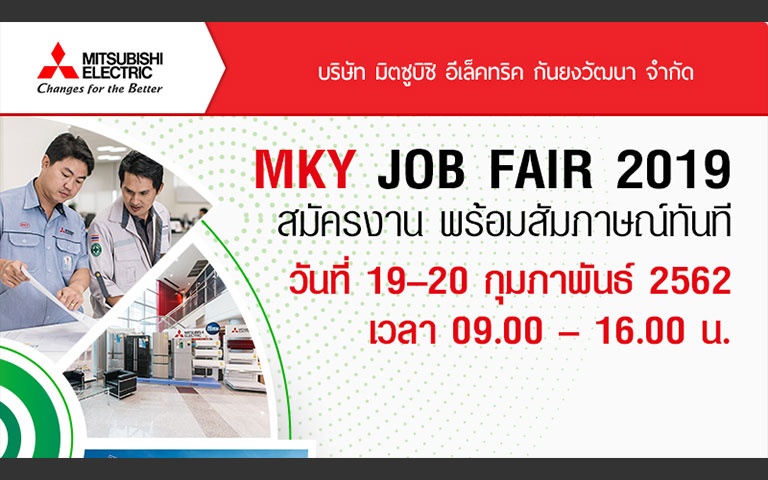 MITSUBISHI
ELECTRIC
Changes for the Better
บริษัท มิตซูบิชิ อีเล็คทริค กันยงวัฒนา จำกัด
MKY JOB FAIR 2019
สมัครงาน พร้อมสัมภาษณ์ทันที
วันที่ 19–20 กุมภาพันธ์ 2562
เวลา 09.00 – 16.00 น.
MITSUBISHI
ELECTRIC